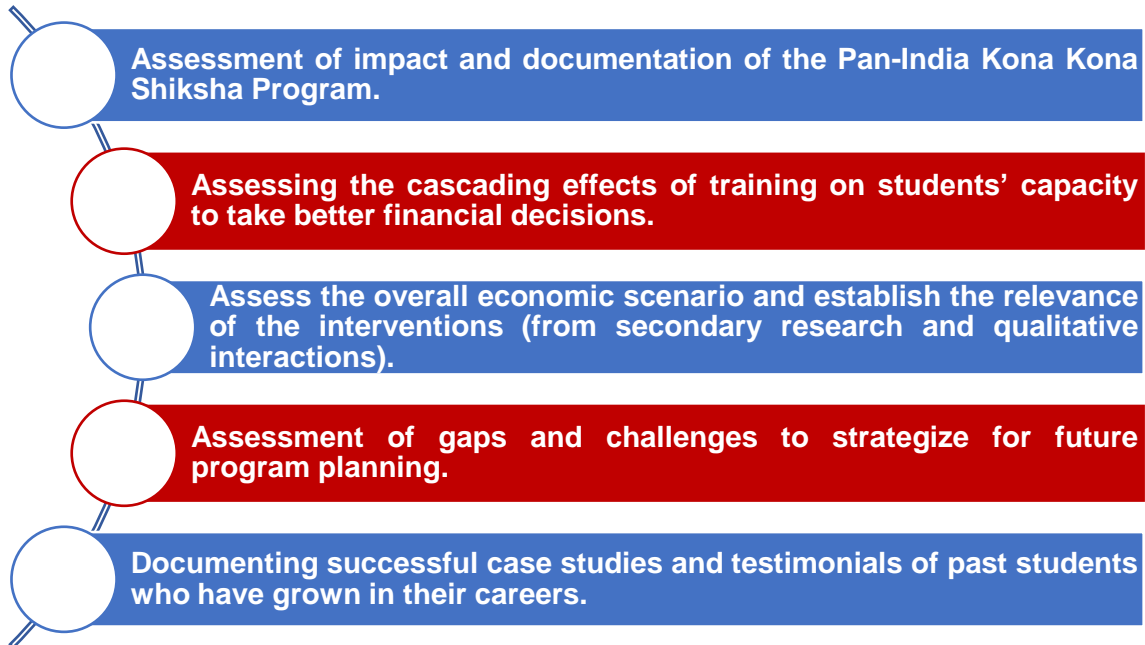 Assessment of impact and documentation of the Pan-India Kona Kona
Shiksha Program.
Assessing the cascading effects of training on students’ capacity
to take better financial decisions.
Assess the overall economic scenario and establish the relevance
of the interventions (from secondary research and qualitative
interactions).
Assessment of gaps and challenges to strategize for future
program planning.
Documenting successful case studies and testimonials of past students
who have grown in their careers.